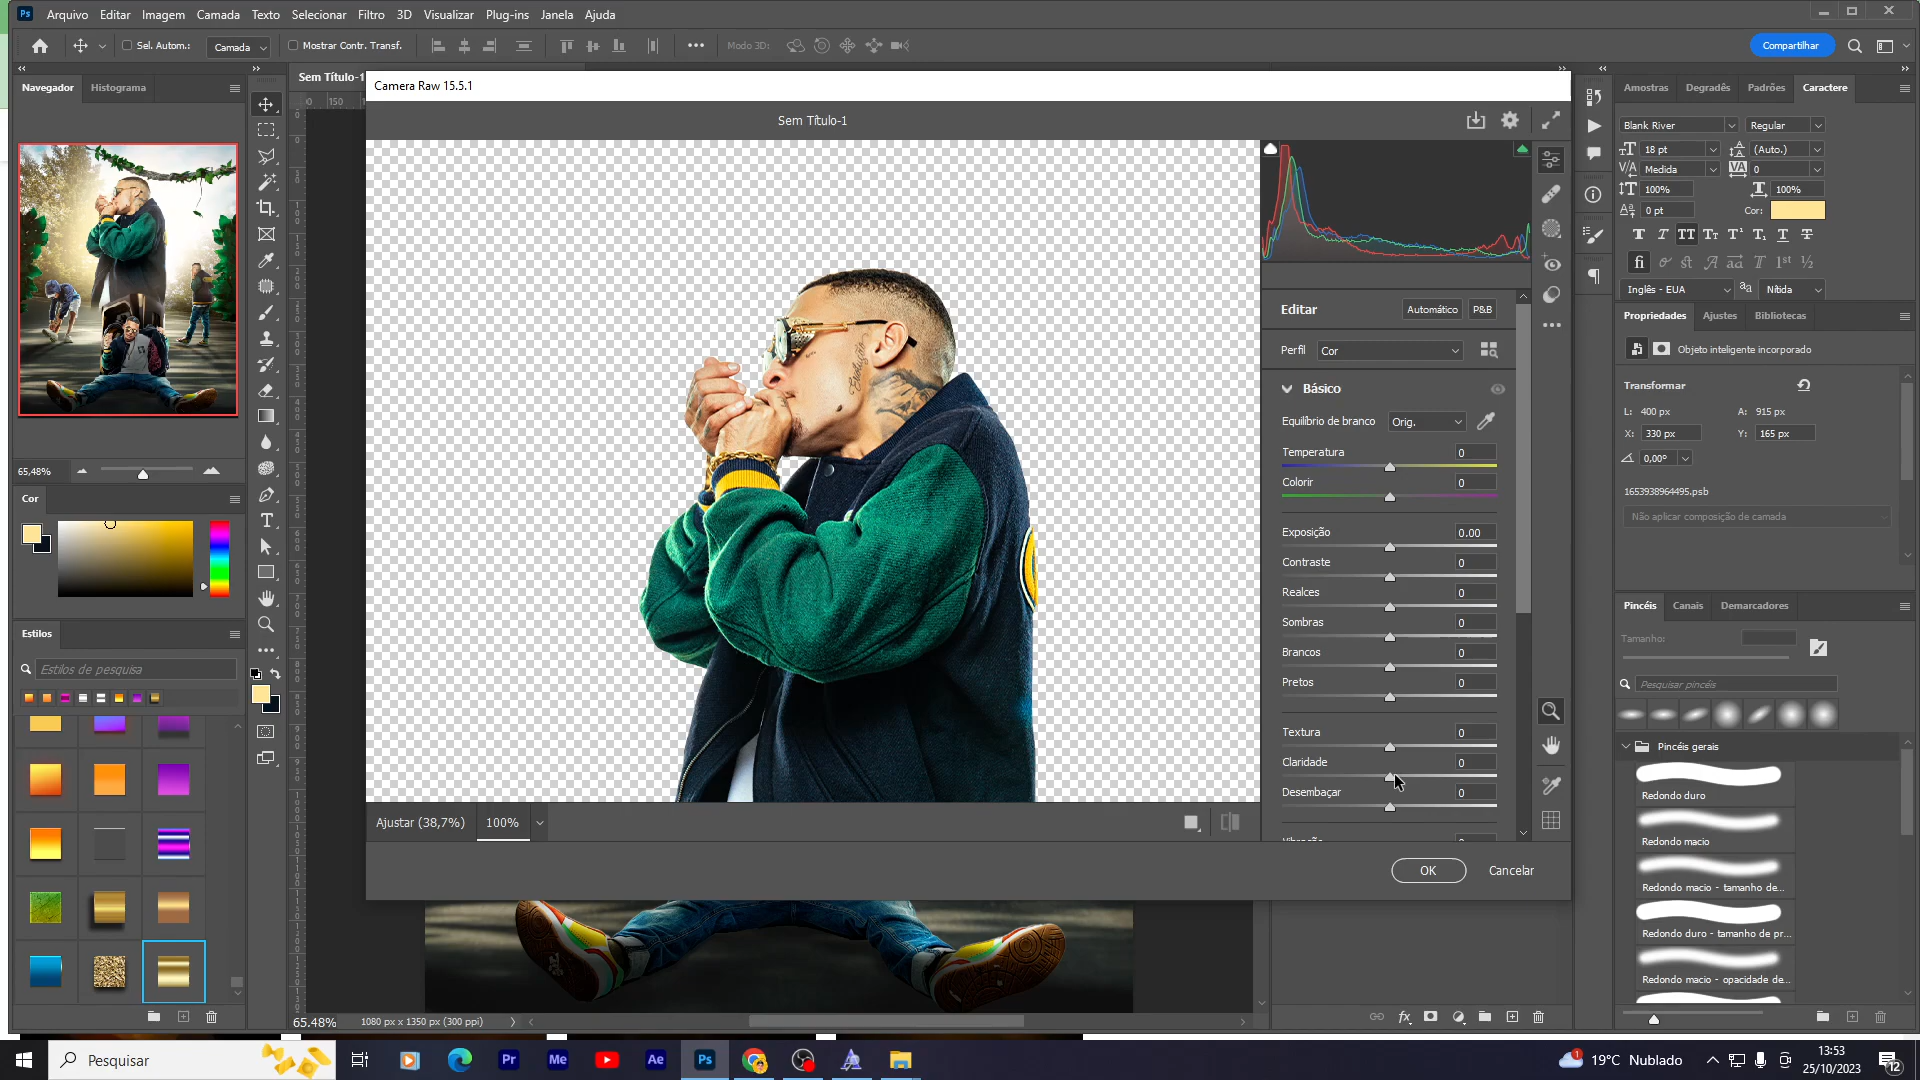 Arquivo Editar Imagem Camada Texto Selecionar Filtro 3D Visualizar Plug-ins Janela Ajuda
Sel. Autom.: Camada Mostrar Contr. Transf. Modo 3D: Compartilhar
Navegador Histograma
Sem Título-1
Camera Raw 15.5.1
Sem Título-1
Amostras Degradês Padrões Caractere
Blank River Regular
18 pt (Auto.)
Medida 0
100% 100%
0 pt Cor:
Inglês - EUA Nítida
Editar Automático P&B
Perfil Cor
Básico
Equilíbrio de branco Orig.
Temperatura 0
Colorir 0
Exposição 0.00
Contraste 0
Realces 0
Sombras 0
Brancos 0
Pretos 0
Textura 0
Claridade 0
Desembaçar 0
Ajustar (38,7%) 100%
OK Cancelar
Propriedades Ajustes Bibliotecas
Objeto inteligente incorporado
Transformar
L: 400 px A: 915 px
X: 330 px Y: 165 px
0,00°
1653938964495.psb
Não aplicar composição de camada
Pincéis Canais Demarcadores
Tamanho:
Pesquisar pincéis
Pincéis gerais
Redondo duro
Redondo macio
Redondo macio - tamanho de...
Redondo duro - tamanho de pr...
Redondo macio - opacidade de...
65,48%
Cor
Estilos
Estilos de pesquisa
65.48% 1080 px x 1350 px (300 ppi)
Pesquisar
19°C Nublado
13:53
25/10/2023
12